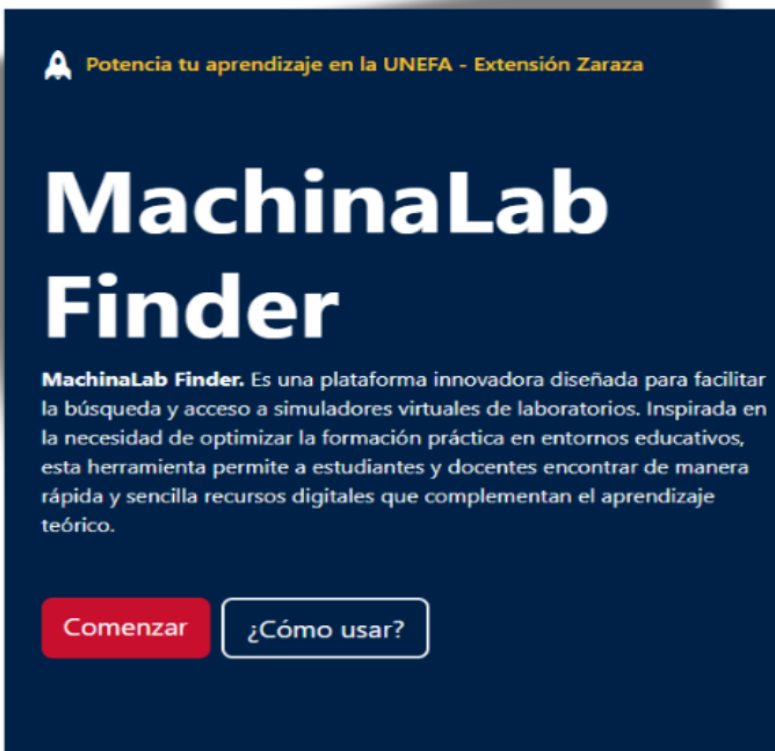 Potencia tu aprendizaje en la UNEFA - Extensión Zaraza
MachinaLab
Finder
MachinaLab Finder. Es una plataforma innovadora diseñada para facilitar
la búsqueda y acceso a simuladores virtuales de laboratorios. Inspirada en
la necesidad de optimizar la formación práctica en entornos educativos,
esta herramienta permite a estudiantes y docentes encontrar de manera
rápida y sencilla recursos digitales que complementan el aprendizaje
teórico.
Comenzar
¿Cómo usar?